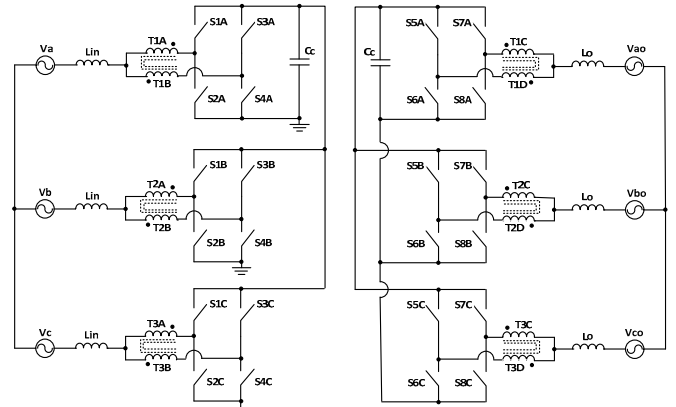 S1A S3A S5A S7A
Va Lin T1A Cc Cc T1C Lo Vao
T1B T1D
S2A S4A S6A S8A
S1B S3B S5B S7B
Vb Lin T2A T2C Lo Vbo
T2B T2D
S2B S4B S6B S8B
S1C S3C S5C S7C
Vc Lin T3A T3C Lo Vco
T3B T3D
S2C S4C S6C S8C